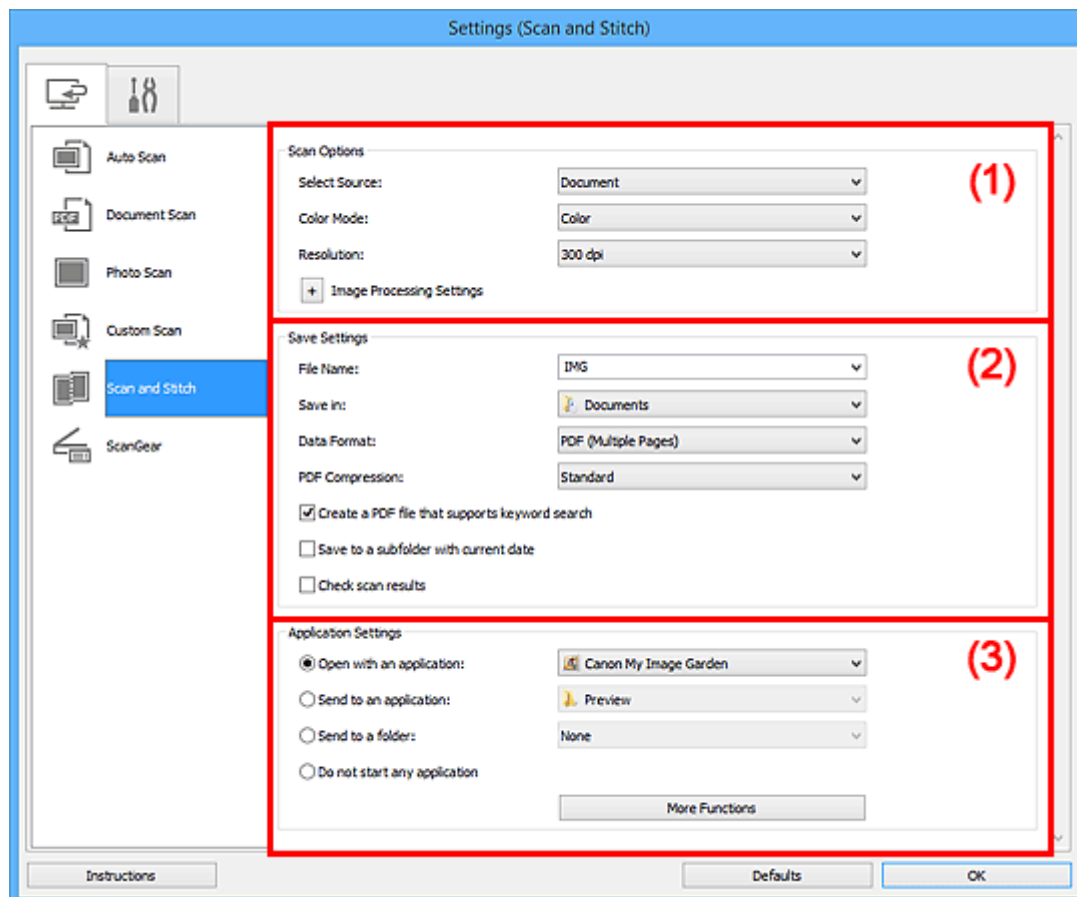 Settings (Scan and Stitch)
Auto Scan
Document Scan
Photo Scan
Custom Scan
Scan and Stitch
ScanGear
Scan Options
(1)
Select Source: Document
Color Mode: Color
Resolution: 300 dpi
+ Image Processing Settings
Save Settings
(2)
File Name: IMG
Save in: Documents
Data Format: PDF (Multiple Pages)
PDF Compression: Standard
Create a PDF file that supports keyword search
Save to a subfolder with current date
Check scan results
Application Settings
(3)
Open with an application: Canon My Image Garden
Send to an application: Preview
Send to a folder: None
Do not start any application
More Functions
Instructions Defaults OK